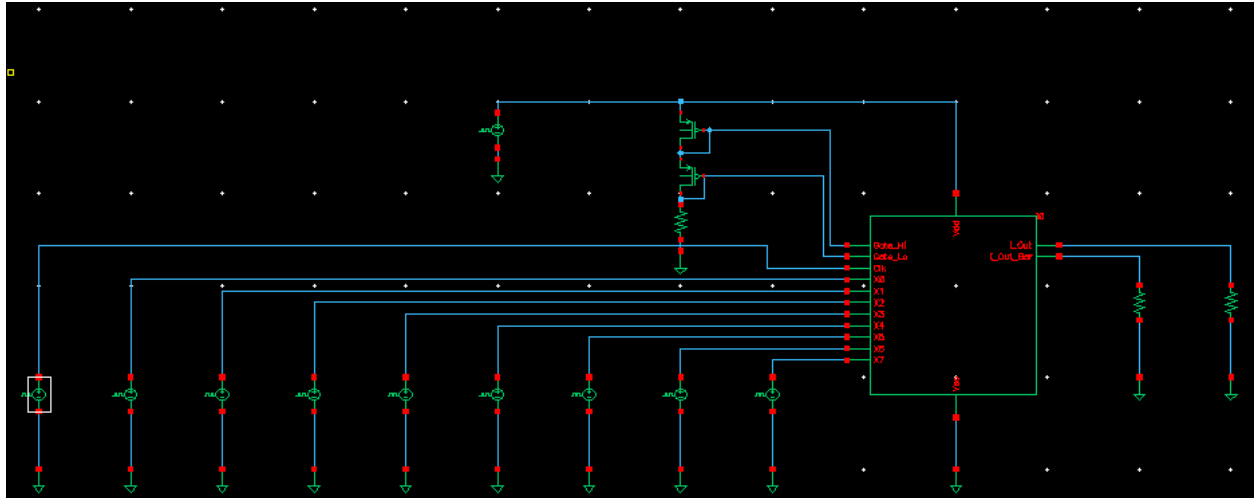 Vdd
Gate_Hi
Gate_Lo
Clk
X0
X1
X2
X3
X4
X5
X6
X7
I_Out
I_Out_Bar
Vss